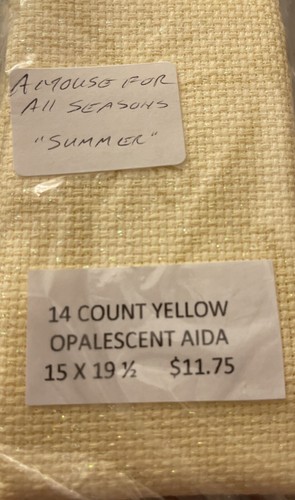 A MOUSE FOR
All SEASONS
"SUMMER"
14 COUNT YELLOW
OPALESCENT AIDA
15 X 19 ½ $11.75